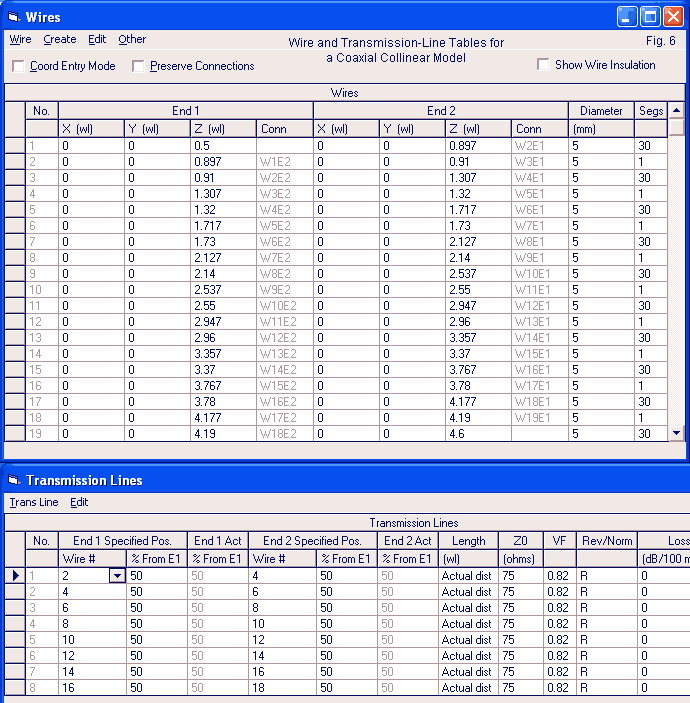 Wires
Wire Create Edit Other
Wire and Transmission-Line Tables for
a Coaxial Collinear Model
Fig. 6
Coord Entry Mode Preserve Connections Show Wire Insulation
Wires
No. End 1 End 2 Diameter Segs
X (wl) Y (wl) Z (wl) Conn X (wl) Y (wl) Z (wl) Conn (mm)
1 0 0 0.5 0 0 0.897 W2E1 5 30
2 0 0 0.897 W1E2 0 0 0.91 W3E1 5 1
3 0 0 0.91 W2E2 0 0 1.307 W4E1 5 30
4 0 0 1.307 W3E2 0 0 1.32 W5E1 5 1
5 0 0 1.32 W4E2 0 0 1.717 W6E1 5 30
6 0 0 1.717 W5E2 0 0 1.73 W7E1 5 1
7 0 0 1.73 W6E2 0 0 2.127 W8E1 5 30
8 0 0 2.127 W7E2 0 0 2.14 W9E1 5 1
9 0 0 2.14 W8E2 0 0 2.537 W10E1 5 30
10 0 0 2.537 W9E2 0 0 2.55 W11E1 5 1
11 0 0 2.55 W10E2 0 0 2.947 W12E1 5 30
12 0 0 2.947 W11E2 0 0 2.96 W13E1 5 1
13 0 0 2.96 W12E2 0 0 3.357 W14E1 5 30
14 0 0 3.357 W13E2 0 0 3.37 W15E1 5 1
15 0 0 3.37 W14E2 0 0 3.767 W16E1 5 30
16 0 0 3.767 W15E2 0 0 3.78 W17E1 5 1
17 0 0 3.78 W16E2 0 0 4.177 W18E1 5 30
18 0 0 4.177 W17E2 0 0 4.19 W19E1 5 1
19 0 0 4.19 W18E2 0 0 4.6 5 30
Transmission Lines
Trans Line Edit
Transmission Lines
No. End 1 Specified Pos. End 1 Act End 2 Specified Pos. End 2 Act Length Z0 VF Rev/Norm Loss
Wire # % From E1 % From E1 Wire # % From E1 % From E1 (wl) (ohms) (dB/100 m
1 2 50 50 4 50 50 Actual dist 75 0.82 R 0
2 4 50 50 6 50 50 Actual dist 75 0.82 R 0
3 6 50 50 8 50 50 Actual dist 75 0.82 R 0
4 8 50 50 10 50 50 Actual dist 75 0.82 R 0
5 10 50 50 12 50 50 Actual dist 75 0.82 R 0
6 12 50 50 14 50 50 Actual dist 75 0.82 R 0
7 14 50 50 16 50 50 Actual dist 75 0.82 R 0
8 16 50 50 18 50 50 Actual dist 75 0.82 R 0